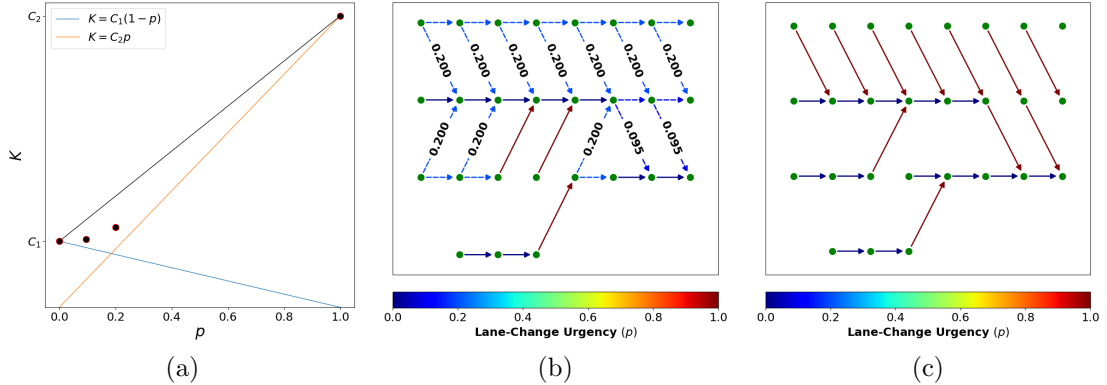 C₂
K = C₁(1 − p)
K = C₂p
K
C₁
0.0 0.2 0.4 0.6 0.8 1.0
p
(a)
0.200 0.200 0.200 0.200 0.200 0.200 0.200
0.200 0.200 0.200 0.095 0.095
0.0 0.2 0.4 0.6 0.8 1.0
Lane-Change Urgency (p)
(b)
0.0 0.2 0.4 0.6 0.8 1.0
Lane-Change Urgency (p)
(c)